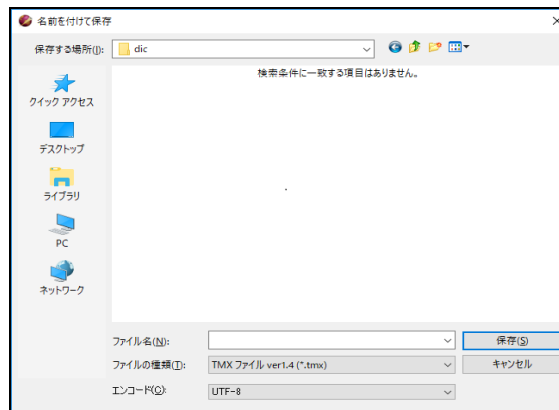 名前を付けて保存
保存する場所(I):
dic
検索条件に一致する項目はありません。
クイック アクセス
デスクトップ
ライブラリ
PC
ネットワーク
ファイル名(N):
保存(S)
ファイルの種類(T):
TMX ファイル ver1.4 (*.tmx)
キャンセル
エンコード(C):
UTF-8